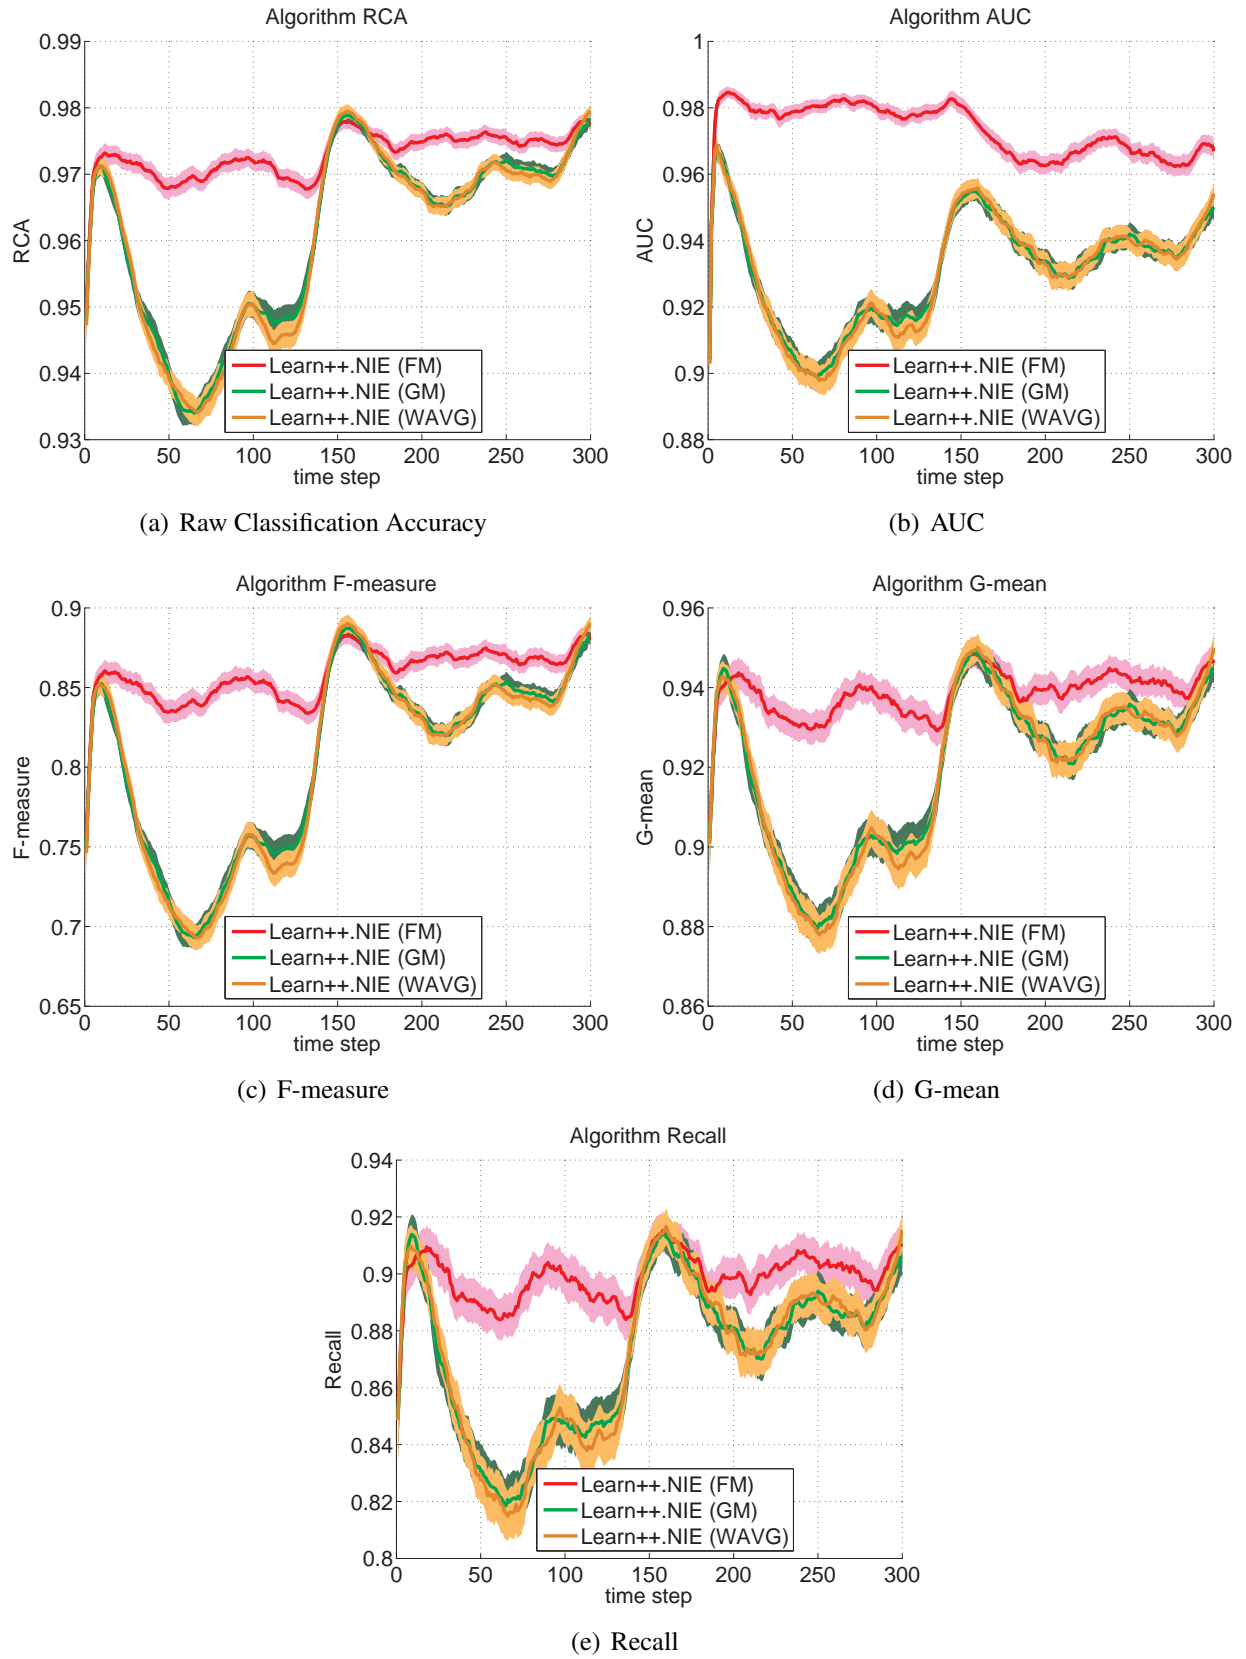 Algorithm RCA
0.99
0.98
0.97
0.96
0.95
0.94
0.93
RCA
0 50 100 150 200 250 300
time step
Learn++.NIE (FM)
Learn++.NIE (GM)
Learn++.NIE (WAVG)
(a) Raw Classification Accuracy
Algorithm AUC
1
0.98
0.96
0.94
0.92
0.9
0.88
AUC
0 50 100 150 200 250 300
time step
Learn++.NIE (FM)
Learn++.NIE (GM)
Learn++.NIE (WAVG)
(b) AUC
Algorithm F-measure
0.9
0.85
0.8
0.75
0.7
0.65
F-measure
0 50 100 150 200 250 300
time step
Learn++.NIE (FM)
Learn++.NIE (GM)
Learn++.NIE (WAVG)
(c) F-measure
Algorithm G-mean
0.96
0.94
0.92
0.9
0.88
0.86
G-mean
0 50 100 150 200 250 300
time step
Learn++.NIE (FM)
Learn++.NIE (GM)
Learn++.NIE (WAVG)
(d) G-mean
Algorithm Recall
0.94
0.92
0.9
0.88
0.86
0.84
0.82
0.8
Recall
0 50 100 150 200 250 300
time step
Learn++.NIE (FM)
Learn++.NIE (GM)
Learn++.NIE (WAVG)
(e) Recall